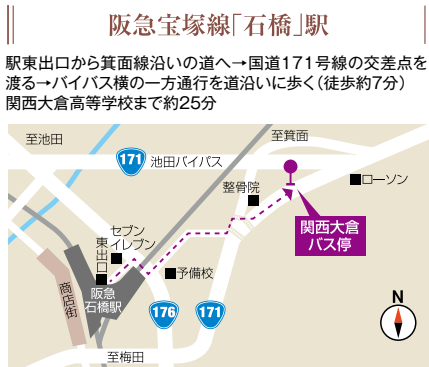 阪急宝塚線「石橋」駅
駅東出口から箕面線沿いの道へ→国道171号線の交差点を
渡る→バイパス横の一方通行を道沿いに歩く（徒歩約7分）
関西大倉高等学校まで約25分
至池田
至箕面
171
池田バイパス
整骨院
ローソン
関西大倉
バス停
セブン
イレブン
東出口
予備校
阪急
石橋駅
商店街
176
171
N
至梅田